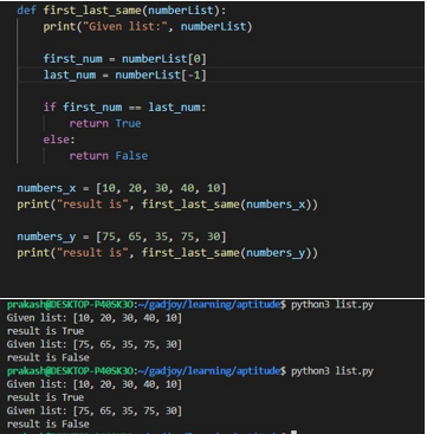 def first_last_same(numberList):
    print("Given list:", numberList)
    first_num = numberList[0]
    last_num = numberList[-1]
    if first_num == last_num:
        return True
    else:
        return False
numbers_x = [10, 20, 30, 40, 10]
print("result is", first_last_same(numbers_x))
numbers_y = [75, 65, 35, 75, 30]
print("result is", first_last_same(numbers_y))
prakash@DESKTOP-P40SK30:~/gadjoy/learning/aptitude$ python3 list.py
Given list: [10, 20, 30, 40, 10]
result is True
Given list: [75, 65, 35, 75, 30]
result is False
prakash@DESKTOP-P40SK30:~/gadjoy/learning/aptitude$ python3 list.py
Given list: [10, 20, 30, 40, 10]
result is True
Given list: [75, 65, 35, 75, 30]
result is False